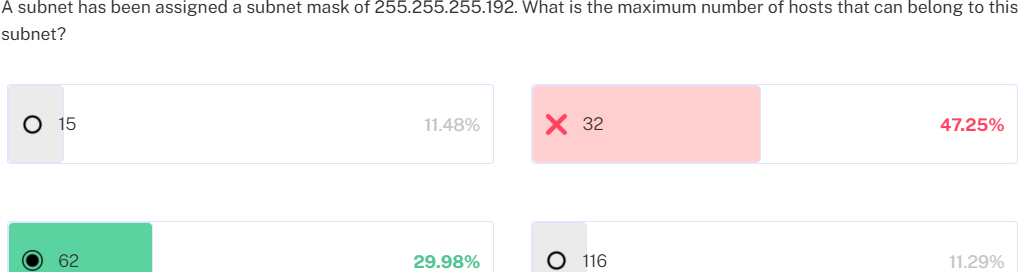 A subnet has been assigned a subnet mask of 255.255.255.192. What is the maximum number of hosts that can belong to this
subnet?
15 11.48%
32 47.25%
62 29.98%
116 11.29%